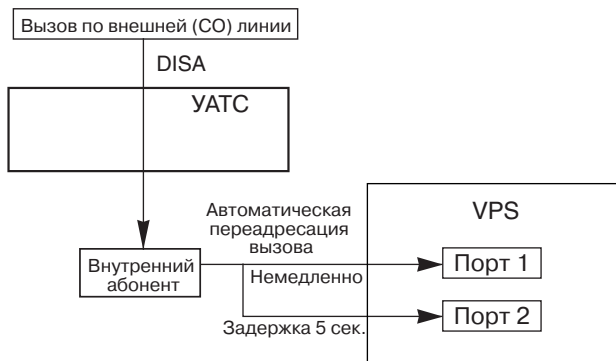 Вызов по внешней (СО) линии
DISA
УАТС
Автоматическая
переадресация
вызова
VPS
Внутренний
абонент
Немедленно
Порт 1
Задержка 5 сек.
Порт 2